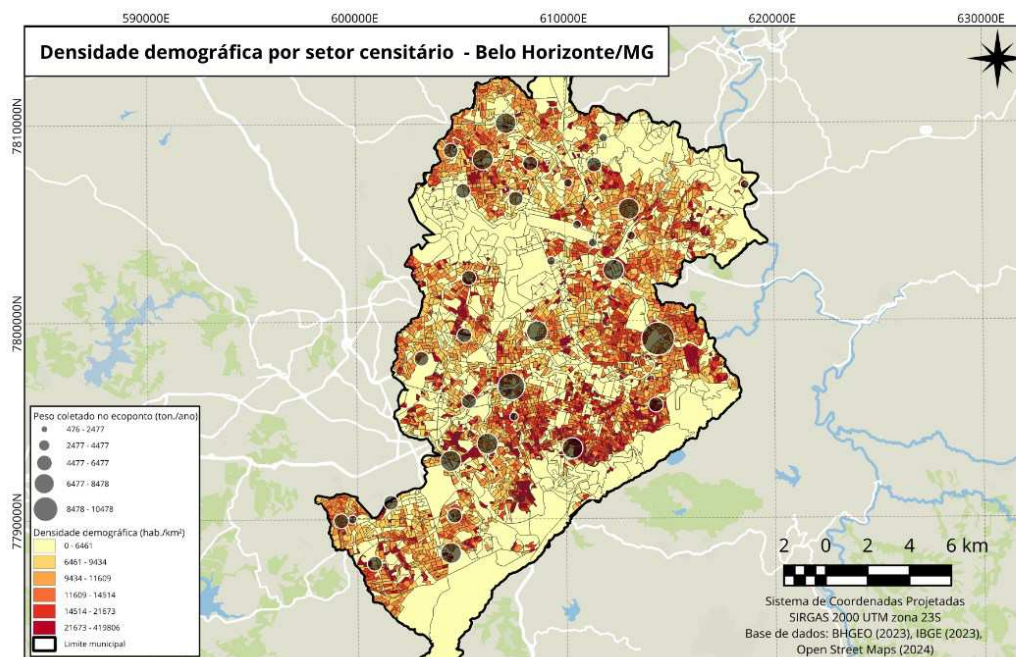 590000E 600000E 610000E 620000E 630000E
Densidade demográfica por setor censitário - Belo Horizonte/MG
7810000N
7800000N
7790000N
Peso coletado no ecoponto (ton./ano)
476 - 2477
2477 - 4477
4477 - 6477
6477 - 8478
8478 - 10478
Densidade demográfica (hab./km²)
0 - 6461
6461 - 9434
9434 - 11609
11609 - 14514
14514 - 21673
21673 - 419806
Limite municipal
2 0 2 4 6 km
Sistema de Coordenadas Projetadas
SIRGAS 2000 UTM zona 23S
Base de dados: BHGEO (2023), IBGE (2023),
Open Street Maps (2024)